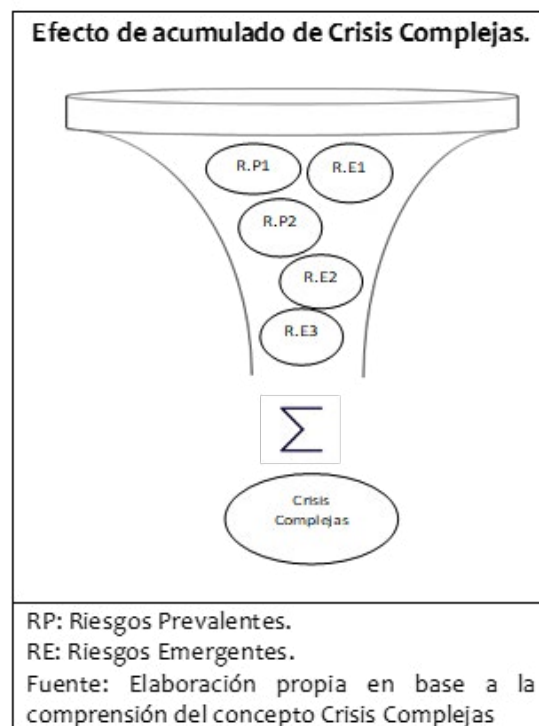 Efecto de acumulado de Crisis Complejas.
R.P1
R.E1
R.P2
R.E2
R.E3
Σ
Crisis
Complejas
RP: Riesgos Prevalentes.
RE: Riesgos Emergentes.
Fuente: Elaboración propia en base a la
comprensión del concepto Crisis Complejas